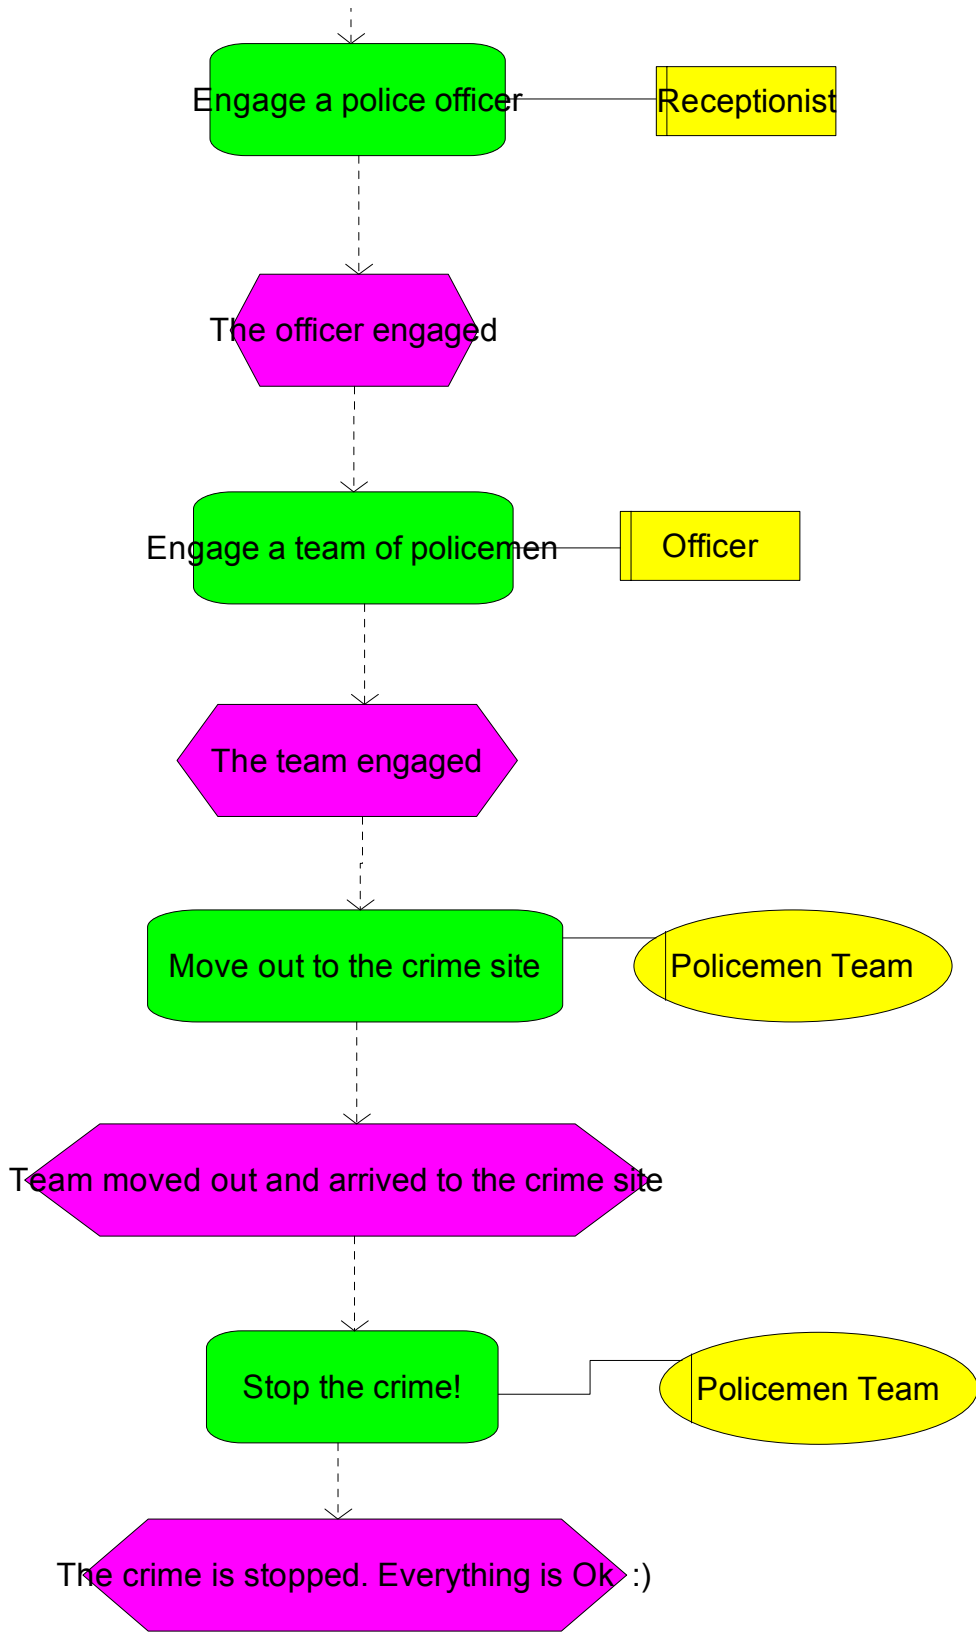 Engage a police officer
Receptionist
The officer engaged
Engage a team of policemen
Officer
The team engaged
Move out to the crime site
Policemen Team
Team moved out and arrived to the crime site
Stop the crime!
Policemen Team
The crime is stopped. Everything is Ok :)